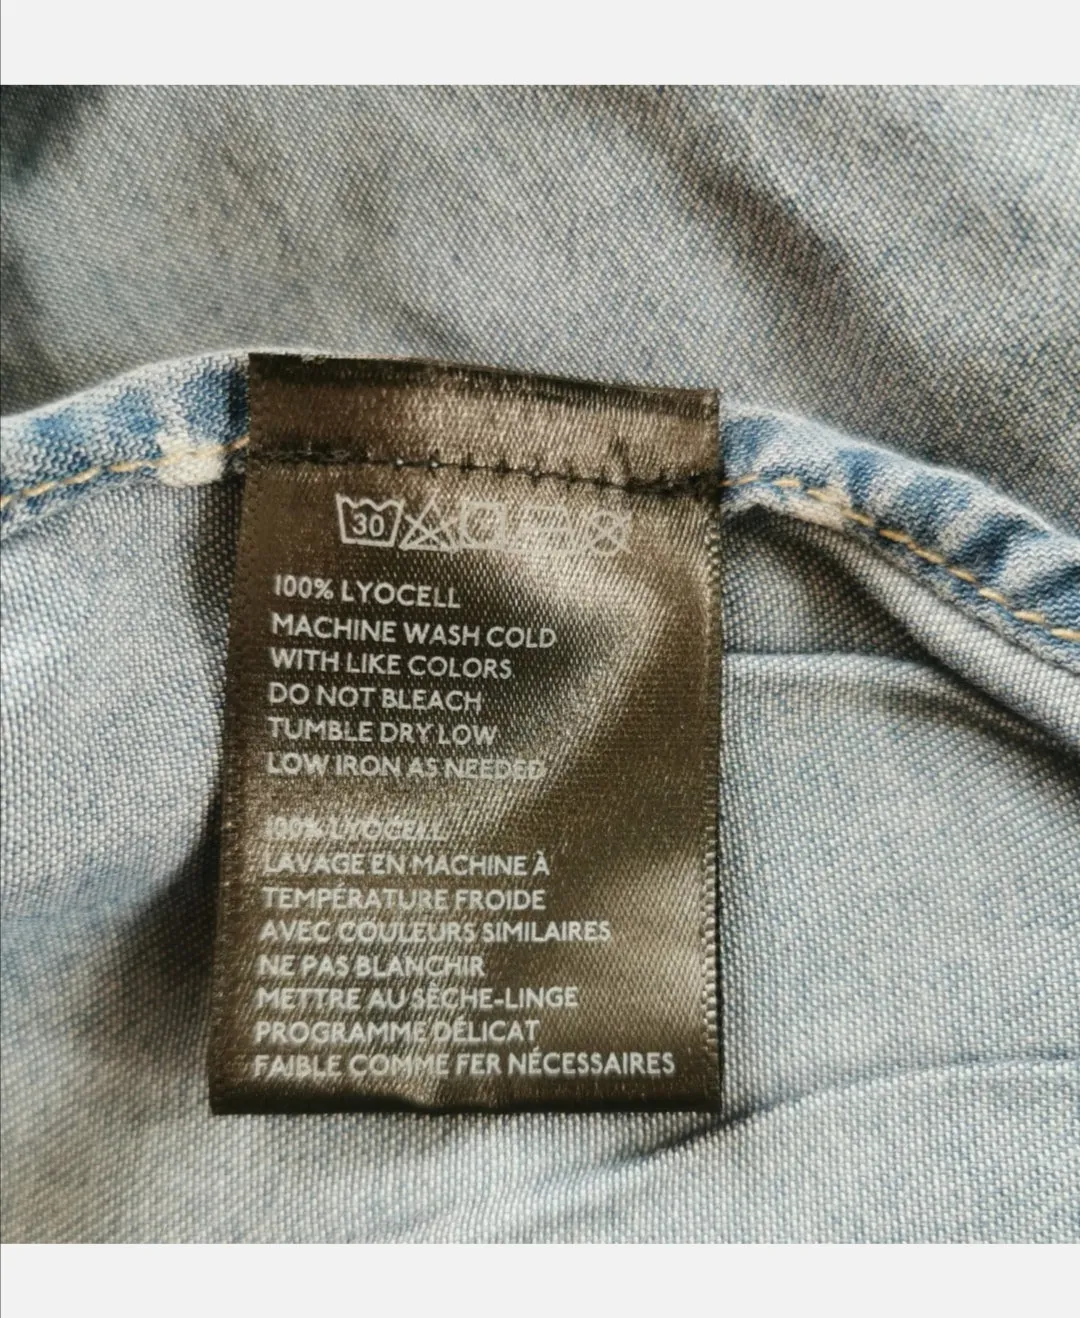 30
100% LYOCELL
MACHINE WASH COLD
WITH LIKE COLORS
DO NOT BLEACH
TUMBLE DRY LOW
LOW IRON AS NEEDED
100% LYOCELL
LAVAGE EN MACHINE À
TEMPÉRATURE FROIDE
AVEC COULEURS SIMILAIRES
NE PAS BLANCHIR
METTRE AU SÈCHE-LINGE
PROGRAMME DÉLICAT
FAIBLE COMME FER NÉCESSAIRES